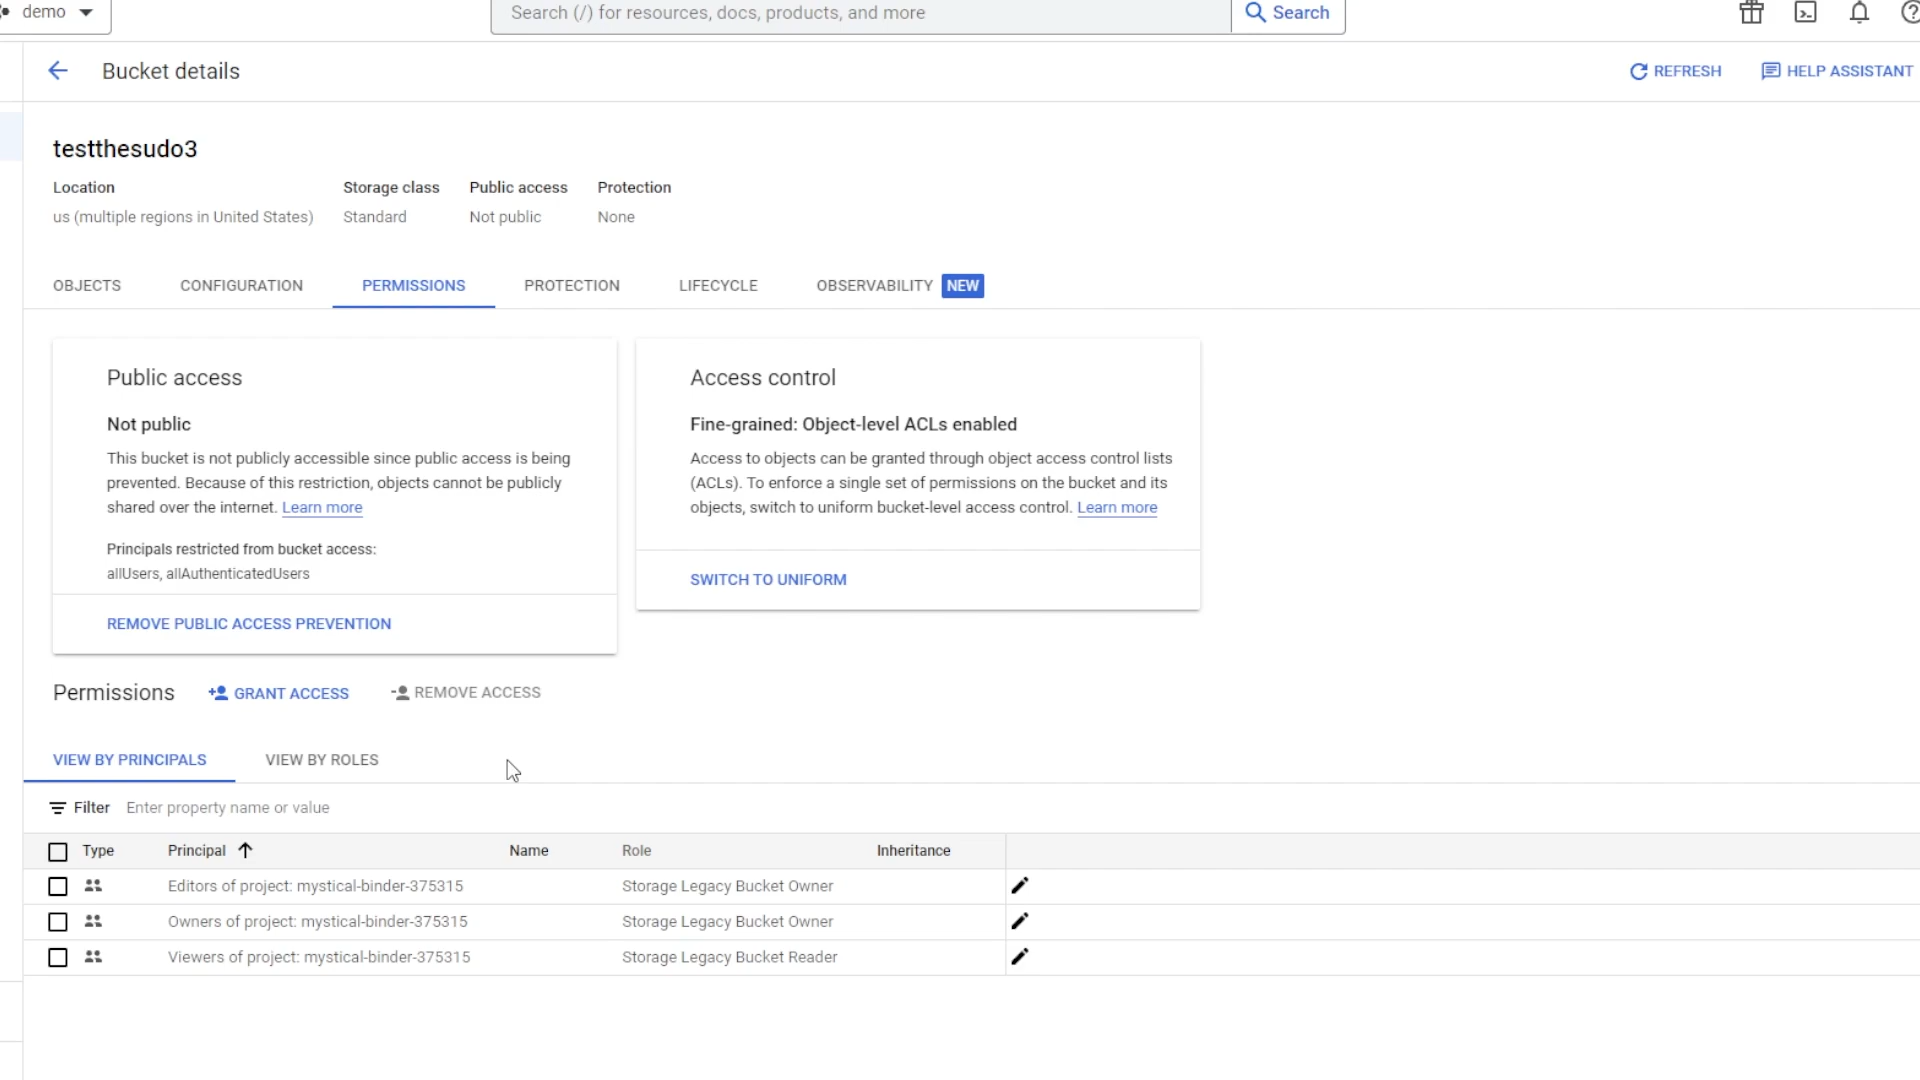 demo
Search (/) for resources, docs, products, and more
Search
Bucket details
REFRESH
HELP ASSISTANT
testthesudo3
Location Storage class Public access Protection
us (multiple regions in United States) Standard Not public None
OBJECTS CONFIGURATION PERMISSIONS PROTECTION LIFECYCLE OBSERVABILITY NEW
Public access
Not public
This bucket is not publicly accessible since public access is being
prevented. Because of this restriction, objects cannot be publicly
shared over the internet. Learn more
Principals restricted from bucket access:
allUsers, allAuthenticatedUsers
REMOVE PUBLIC ACCESS PREVENTION
Access control
Fine-grained: Object-level ACLs enabled
Access to objects can be granted through object access control lists
(ACLs). To enforce a single set of permissions on the bucket and its
objects, switch to uniform bucket-level access control. Learn more
SWITCH TO UNIFORM
Permissions GRANT ACCESS REMOVE ACCESS
VIEW BY PRINCIPALS VIEW BY ROLES
Filter Enter property name or value
Type Principal Name Role Inheritance
Editors of project: mystical-binder-375315 Storage Legacy Bucket Owner
Owners of project: mystical-binder-375315 Storage Legacy Bucket Owner
Viewers of project: mystical-binder-375315 Storage Legacy Bucket Reader